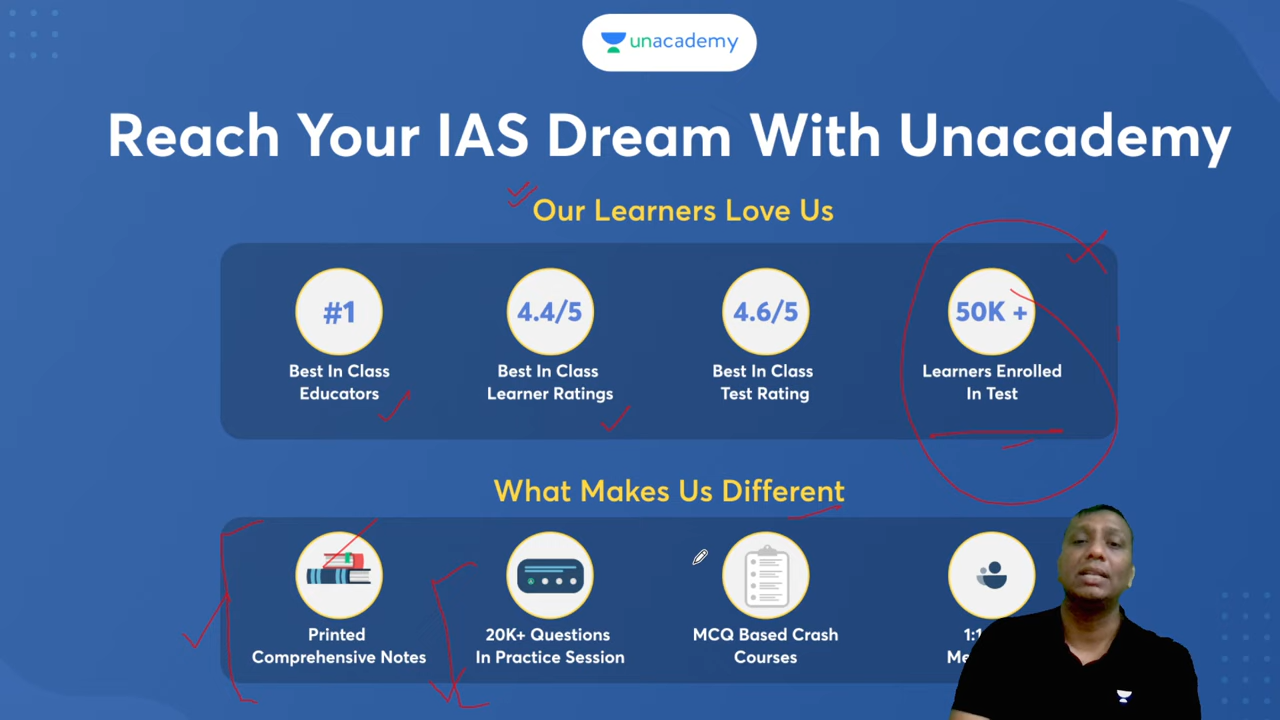 unacademy
Reach Your IAS Dream With Unacademy
Our Learners Love Us
#1
Best In Class
Educators
4.4/5
Best In Class
Learner Ratings
4.6/5
Best In Class
Test Rating
50K +
Learners Enrolled
In Test
What Makes Us Different
Printed
Comprehensive Notes
20K+ Questions
In Practice Session
MCQ Based Crash
Courses